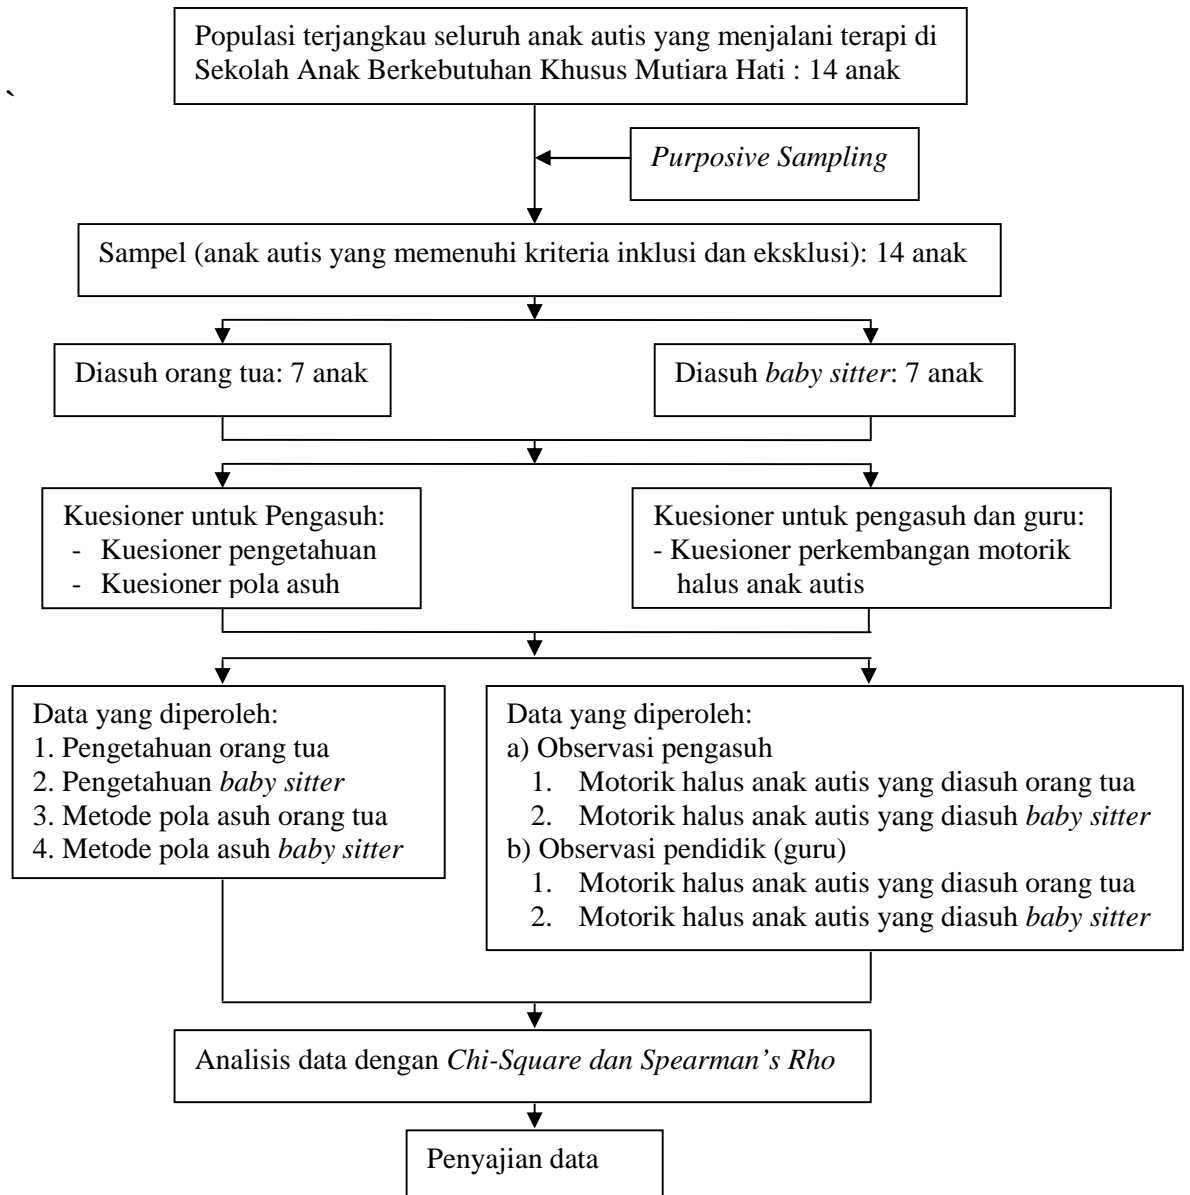 Populasi terjangkau seluruh anak autis yang menjalani terapi di
Sekolah Anak Berkebutuhan Khusus Mutiara Hati : 14 anak
`
Purposive Sampling
Sampel (anak autis yang memenuhi kriteria inklusi dan eksklusi): 14 anak
Diasuh orang tua: 7 anak
Diasuh baby sitter: 7 anak
Kuesioner untuk Pengasuh:
- Kuesioner pengetahuan
- Kuesioner pola asuh
Kuesioner untuk pengasuh dan guru:
- Kuesioner perkembangan motorik
halus anak autis
Data yang diperoleh:
1. Pengetahuan orang tua
2. Pengetahuan baby sitter
3. Metode pola asuh orang tua
4. Metode pola asuh baby sitter
Data yang diperoleh:
a) Observasi pengasuh
1. Motorik halus anak autis yang diasuh orang tua
2. Motorik halus anak autis yang diasuh baby sitter
b) Observasi pendidik (guru)
1. Motorik halus anak autis yang diasuh orang tua
2. Motorik halus anak autis yang diasuh baby sitter
Analisis data dengan Chi-Square dan Spearman’s Rho
Penyajian data